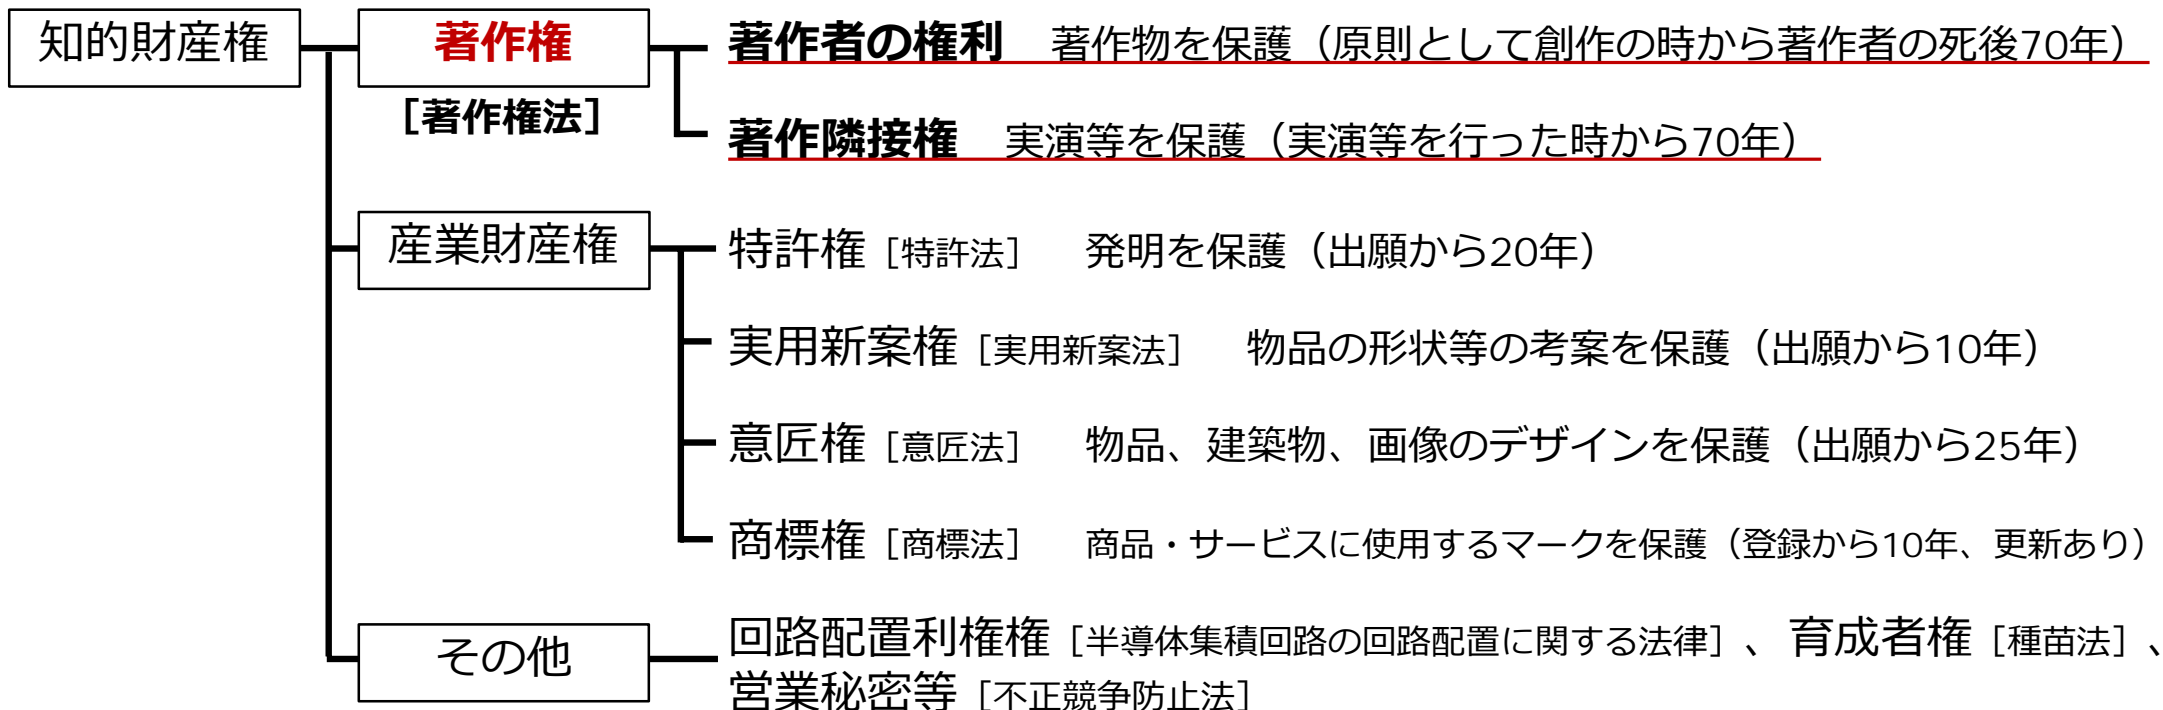 知的財産権
著作権
［著作権法］
著作者の権利　著作物を保護（原則として創作の時から著作者の死後70年）
著作隣接権　実演等を保護（実演等を行った時から70年）
産業財産権
特許権［特許法］　発明を保護（出願から20年）
実用新案権［実用新案法］　物品の形状等の考案を保護（出願から10年）
意匠権［意匠法］　物品、建築物、画像のデザインを保護（出願から25年）
商標権［商標法］　商品・サービスに使用するマークを保護（登録から10年、更新あり）
その他
回路配置利権権［半導体集積回路の回路配置に関する法律］、育成者権［種苗法］、
営業秘密等［不正競争防止法］